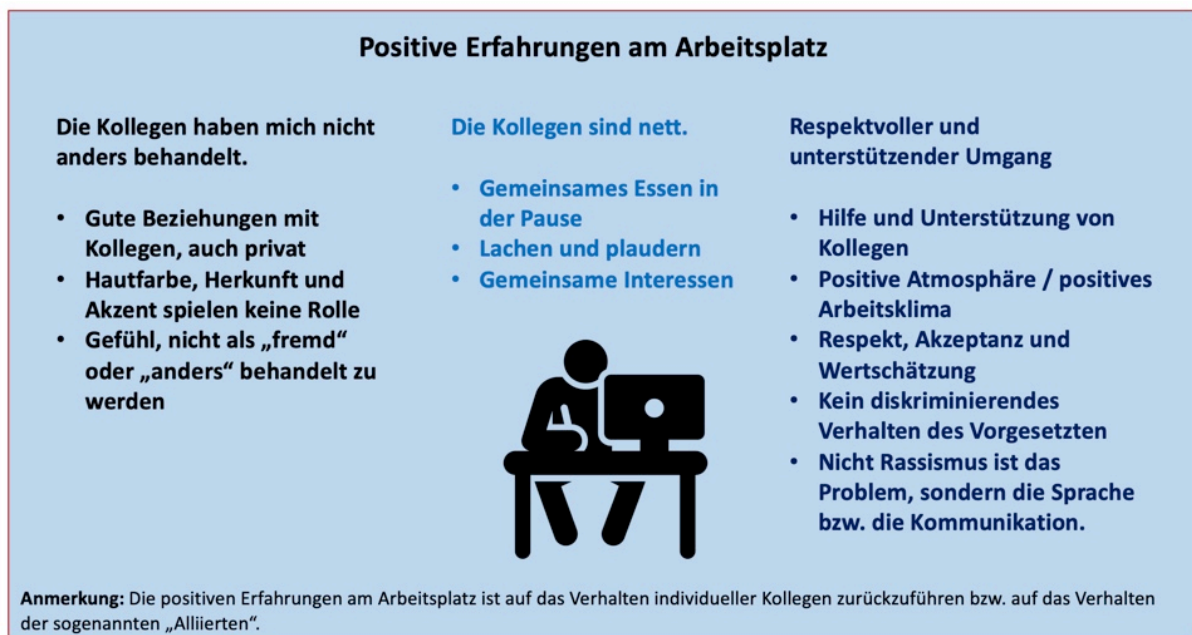 Positive Erfahrungen am Arbeitsplatz
Die Kollegen haben mich nicht
anders behandelt.
• Gute Beziehungen mit
Kollegen, auch privat
• Hautfarbe, Herkunft und
Akzent spielen keine Rolle
• Gefühl, nicht als „fremd“
oder „anders“ behandelt zu
werden
Die Kollegen sind nett.
• Gemeinsames Essen in
der Pause
• Lachen und plaudern
• Gemeinsame Interessen
Respektvoller und
unterstützender Umgang
• Hilfe und Unterstützung von
Kollegen
• Positive Atmosphäre / positives
Arbeitsklima
• Respekt, Akzeptanz und
Wertschätzung
• Kein diskriminierendes
Verhalten des Vorgesetzten
• Nicht Rassismus ist das
Problem, sondern die Sprache
bzw. die Kommunikation.
Anmerkung: Die positiven Erfahrungen am Arbeitsplatz ist auf das Verhalten individueller Kollegen zurückzuführen bzw. auf das Verhalten
der sogenannten „Alliierten“.